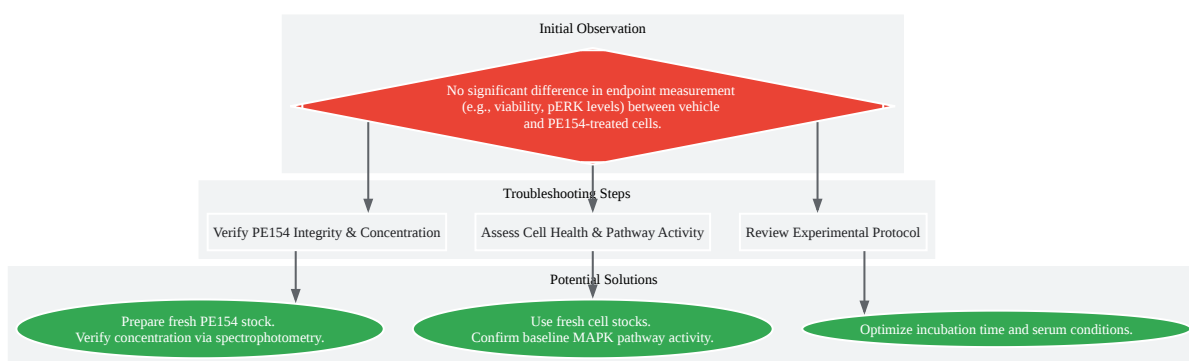 Initial Observation
No significant difference in endpoint measurement
(e.g., viability, pERK levels) between vehicle
and PE154-treated cells.
Troubleshooting Steps
Verify PE154 Integrity & Concentration
Assess Cell Health & Pathway Activity
Review Experimental Protocol
Potential Solutions
Prepare fresh PE154 stock.
Verify concentration via spectrophotometry.
Use fresh cell stocks.
Confirm baseline MAPK pathway activity.
Optimize incubation time and serum conditions.